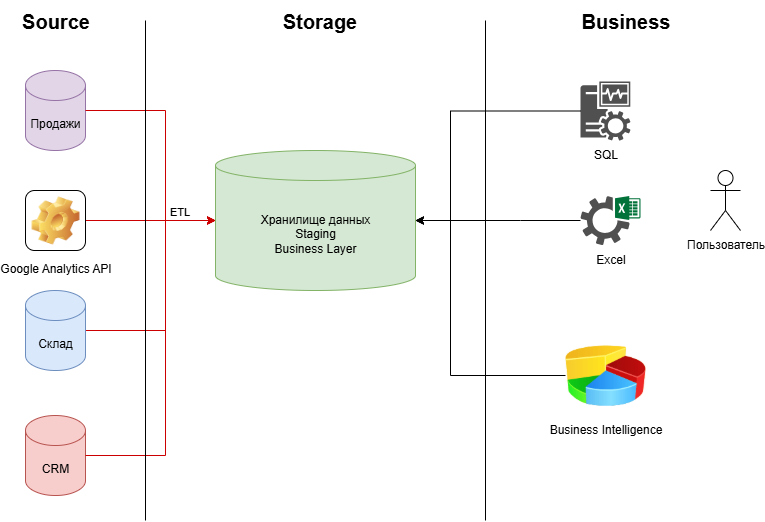 Source
Storage
Business
Продажи
ETL
Google Analytics API
Склад
CRM
Хранилище данных
Staging
Business Layer
SQL
X
Excel
Business Intelligence
Пользователь